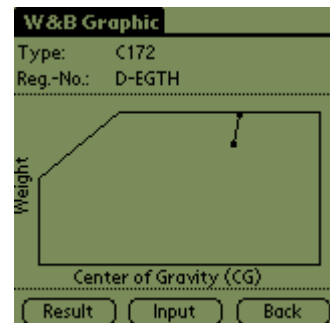 W&B Graphic
Type: C172
Reg.-No.: D-EGTH
Weight
Center of Gravity (CG)
Result Input Back